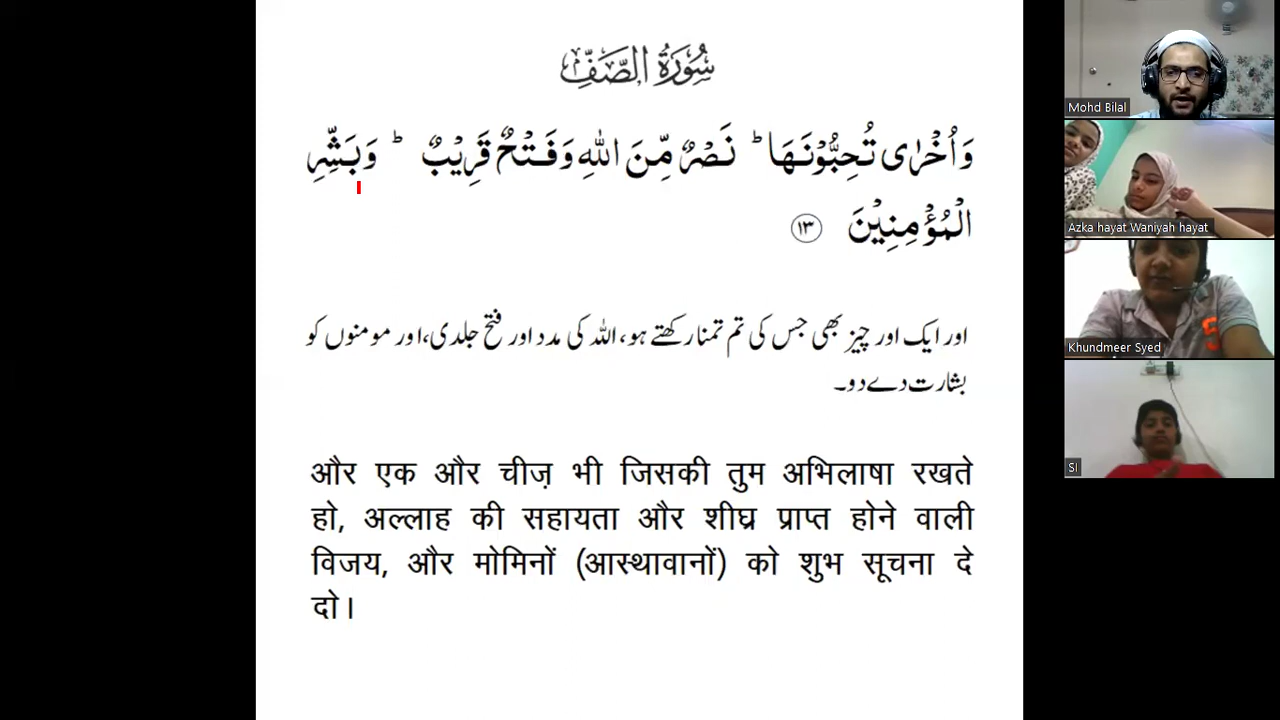 سُوْرَةُ الصَّفِّ
وَاُخْرٰى تُحِبُّوْنَهَا ؕ نَصْرٌ مِّنَ اللّٰهِ وَفَتْحٌ قَرِيْبٌ ؕ وَبَشِّرِ
الْمُؤْمِنِيْنَ ۝۱۳
اور ایک اور چیز بھی جس کی تم تمنا رکھتے ہو، اللہ کی مدد اور فتح جلدی، اور مومنوں کو
بشارت دے دو۔
और एक और चीज़ भी जिसकी तुम अभिलाषा रखते
हो, अल्लाह की सहायता और शीघ्र प्राप्त होने वाली
विजय, और मोमिनों (आस्थावानों) को शुभ सूचना दे
दो।
Mohd Bilal
Azka hayat Waniyah hayat
Khundmeer Syed
SI